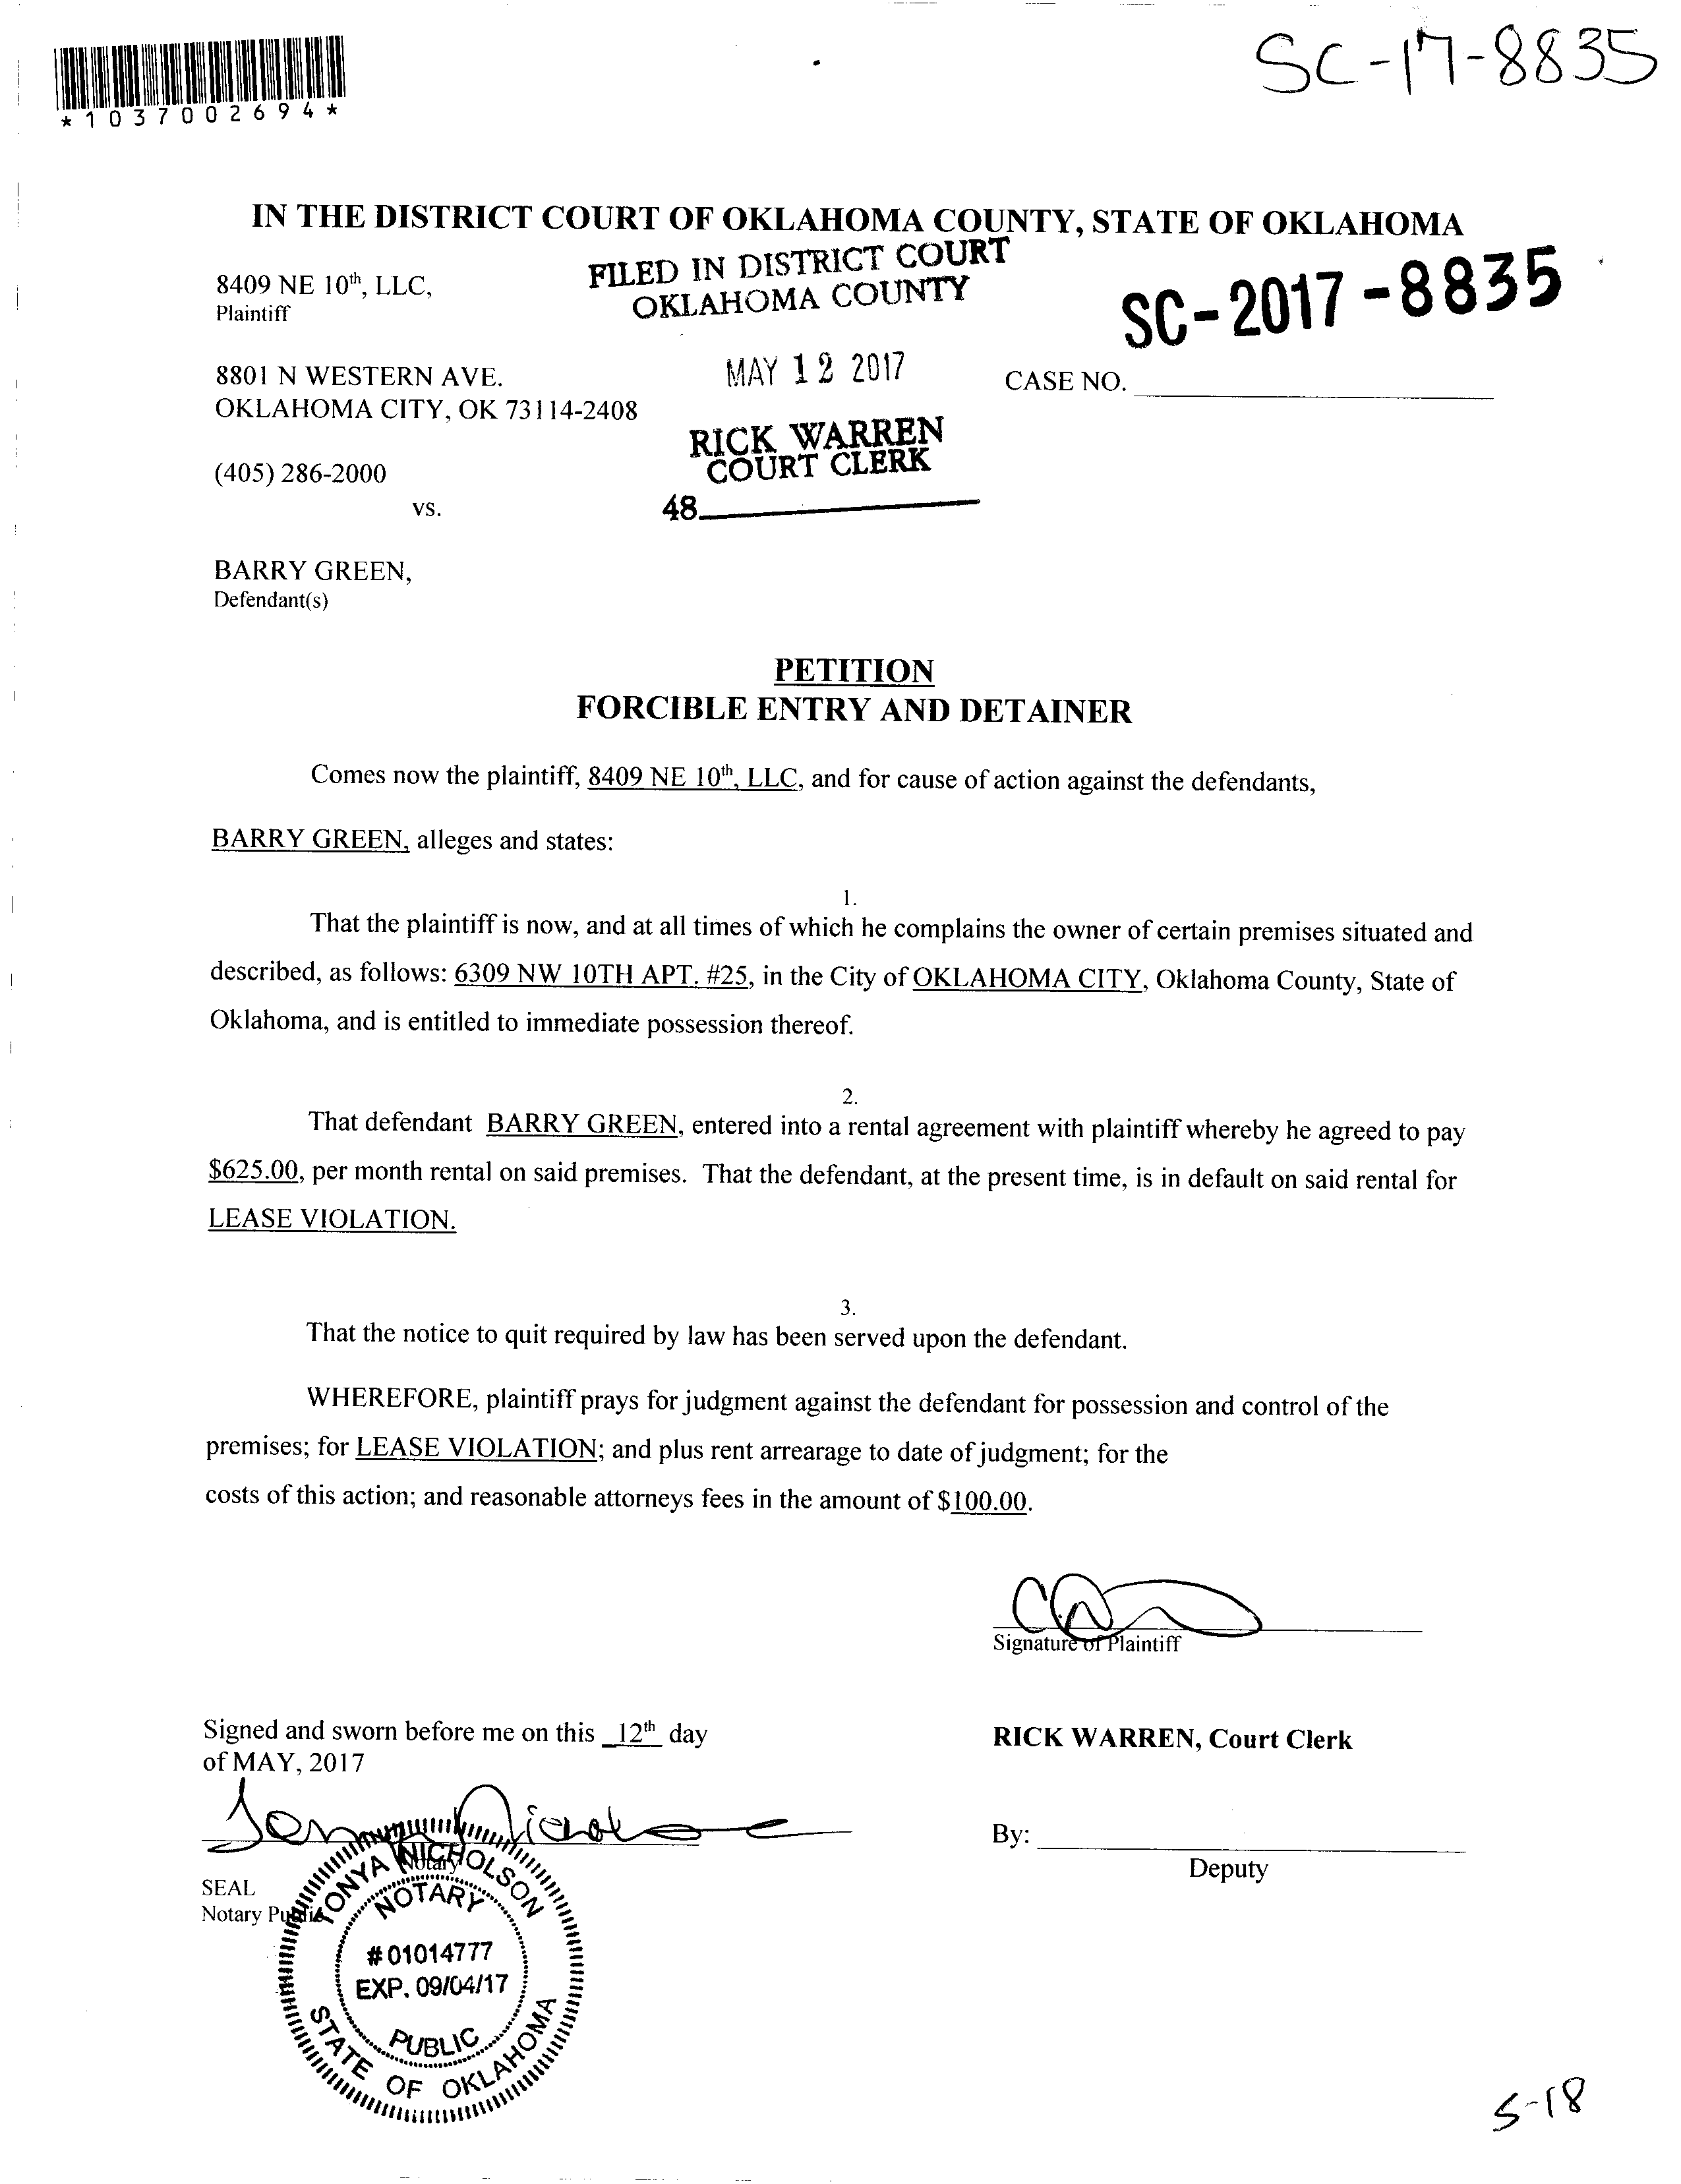 SC-17-8835
*1037002694*
IN THE DISTRICT COURT OF OKLAHOMA COUNTY, STATE OF OKLAHOMA
FILED IN DISTRICT COURT
OKLAHOMA COUNTY
8409 NE 10th, LLC,
Plaintiff
SC-2017-8835
8801 N WESTERN AVE.
MAY 12 2017
CASE NO.
OKLAHOMA CITY, OK 73114-2408
RICK WARREN
COURT CLERK
(405) 286-2000
vs.
48
BARRY GREEN,
Defendant(s)
PETITION
FORCIBLE ENTRY AND DETAINER
Comes now the plaintiff, 8409 NE 10th, LLC, and for cause of action against the defendants,
BARRY GREEN, alleges and states:
1.
That the plaintiff is now, and at all times of which he complains the owner of certain premises situated and
described, as follows: 6309 NW 10TH APT. #25, in the City of OKLAHOMA CITY, Oklahoma County, State of
Oklahoma, and is entitled to immediate possession thereof.
2.
That defendant BARRY GREEN, entered into a rental agreement with plaintiff whereby he agreed to pay
$625.00, per month rental on said premises. That the defendant, at the present time, is in default on said rental for
LEASE VIOLATION.
3.
That the notice to quit required by law has been served upon the defendant.
WHEREFORE, plaintiff prays for judgment against the defendant for possession and control of the
premises; for LEASE VIOLATION; and plus rent arrearage to date of judgment; for the
costs of this action; and reasonable attorneys fees in the amount of $100.00.
Signature of Plaintiff
Signed and sworn before me on this 12th day
of MAY, 2017
RICK WARREN, Court Clerk
By:
Deputy
Notary
SEAL
Notary Public
TONYA NICHOLSON
NOTARY
#01014777
EXP. 09/04/17
PUBLIC
STATE OF OKLAHOMA
5-18